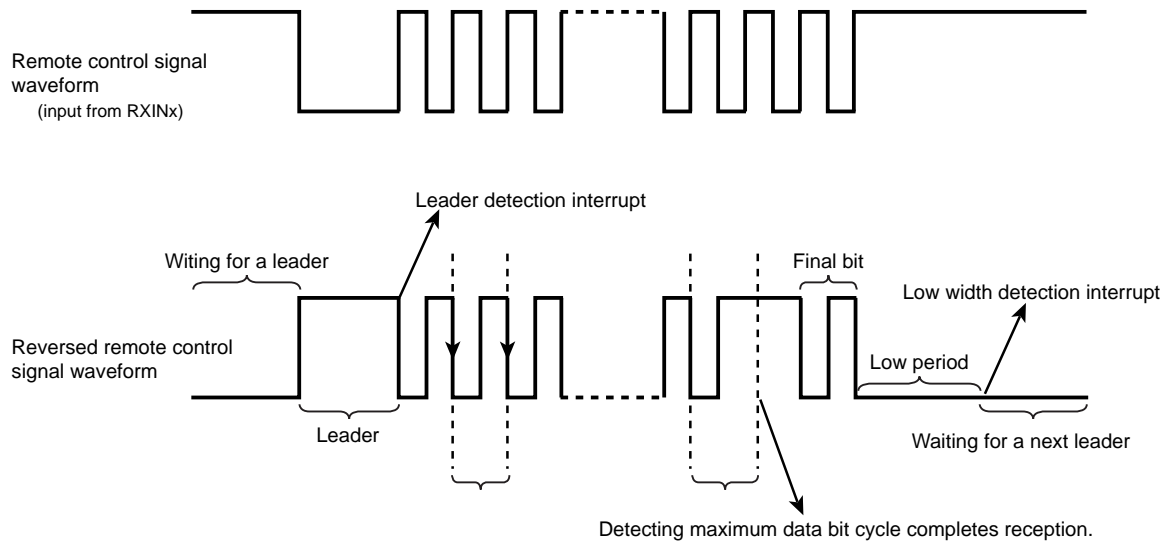 Remote control signal
waveform
(input from RXINx)
Leader detection interrupt
Witing for a leader
Final bit
Low width detection interrupt
Reversed remote control
signal waveform
Low period
Leader
Waiting for a next leader
Detecting maximum data bit cycle completes reception.